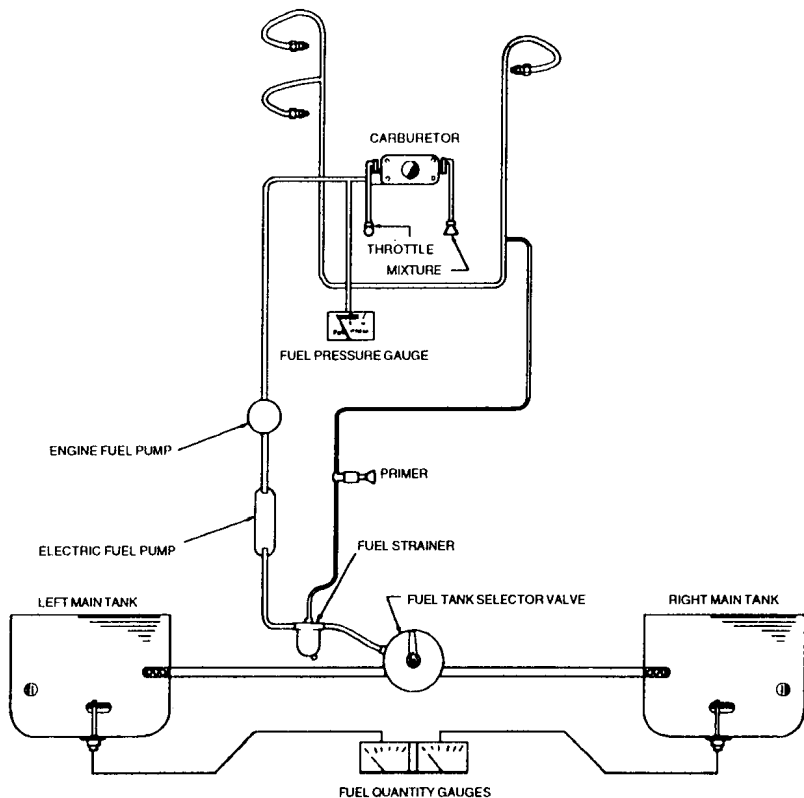 CARBURETOR
THROTTLE
MIXTURE
FUEL PRESSURE GAUGE
ENGINE FUEL PUMP
PRIMER
ELECTRIC FUEL PUMP
FUEL STRAINER
LEFT MAIN TANK
FUEL TANK SELECTOR VALVE
RIGHT MAIN TANK
FUEL QUANTITY GAUGES